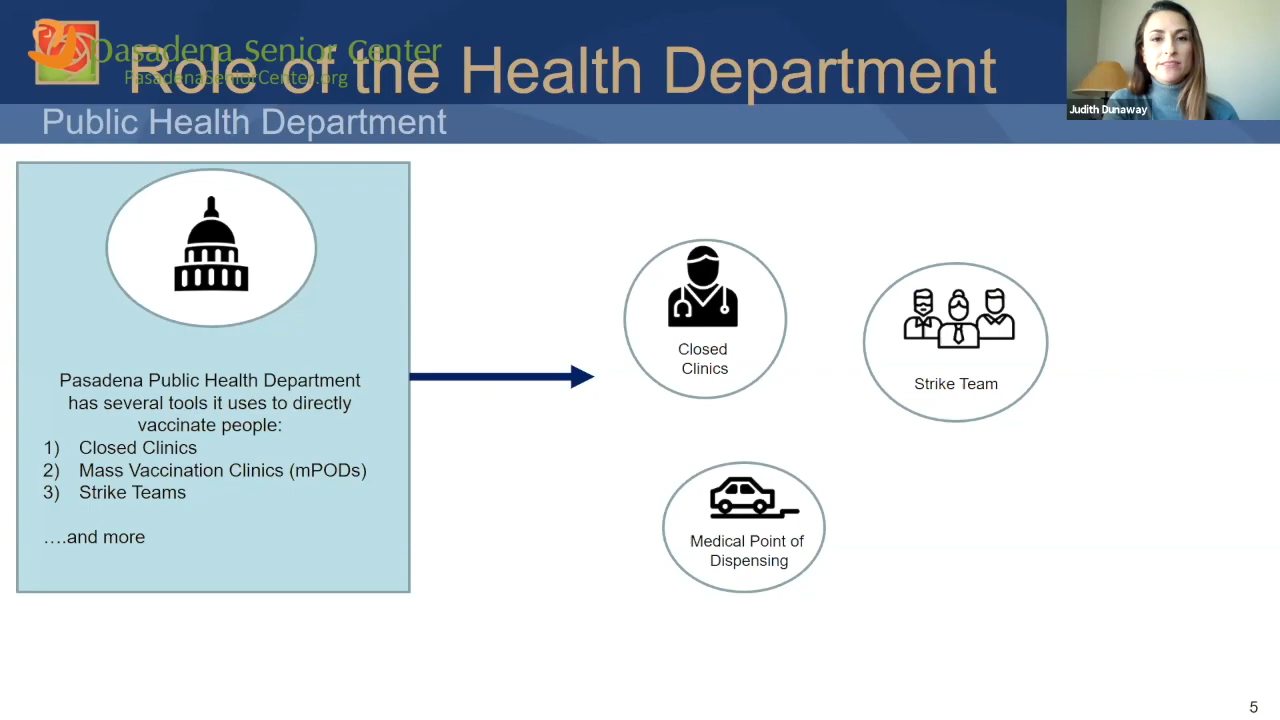 Pasadena Senior Center
PasadenaSeniorCenter.org
Role of the Health Department
Public Health Department
Judith Dunaway
Pasadena Public Health Department
has several tools it uses to directly
vaccinate people:
1) Closed Clinics
2) Mass Vaccination Clinics (mPODs)
3) Strike Teams
….and more
Closed
Clinics
Strike Team
Medical Point of
Dispensing
5